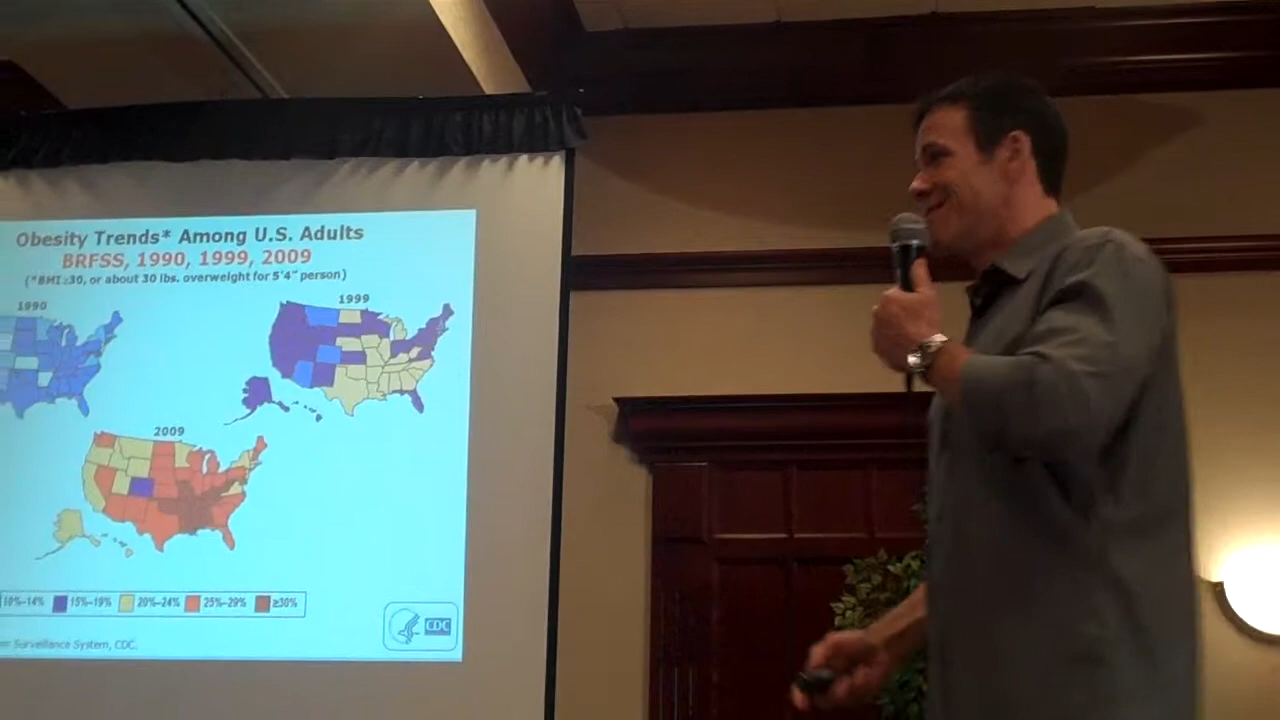 Obesity Trends* Among U.S. Adults
BRFSS, 1990, 1999, 2009
(*BMI ≥30, or about 30 lbs. overweight for 5'4" person)
1990
1999
2009
10%–14% 15%–19% 20%–24% 25%–29% ≥30%
Surveillance System, CDC.
CDC